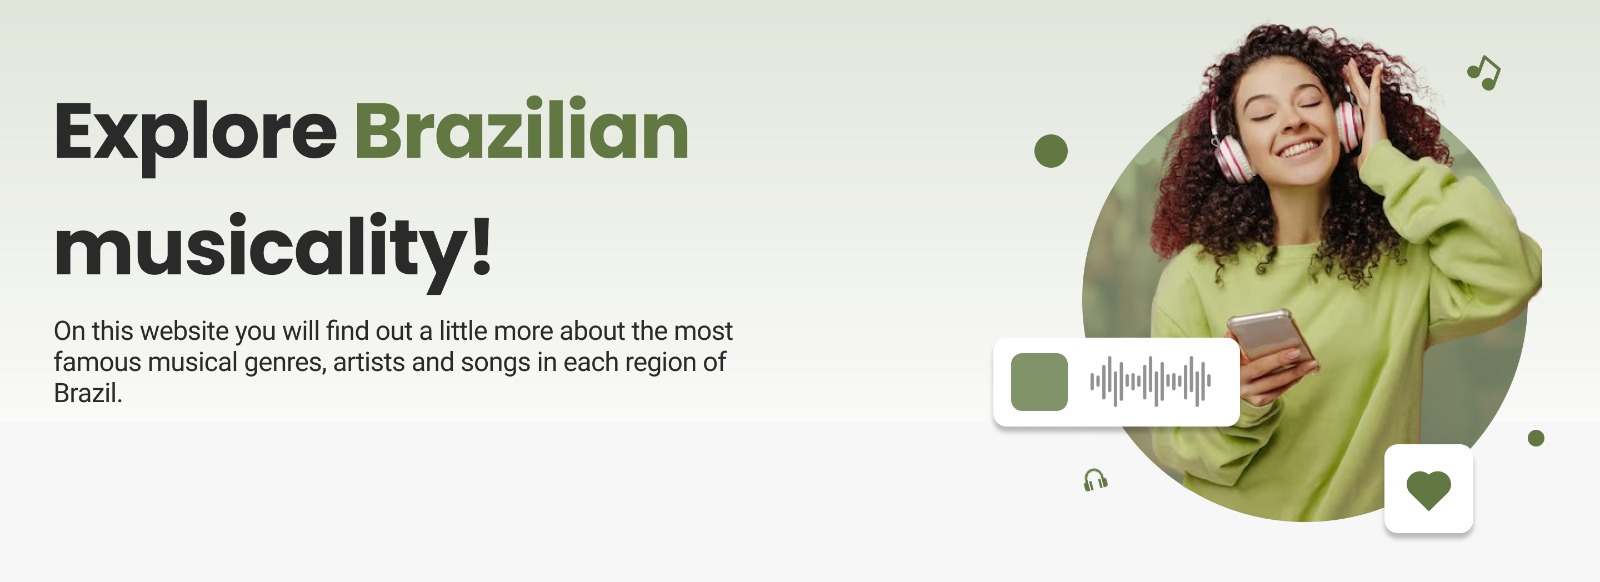 Explore Brazilian
musicality!
On this website you will find out a little more about the most
famous musical genres, artists and songs in each region of
Brazil.